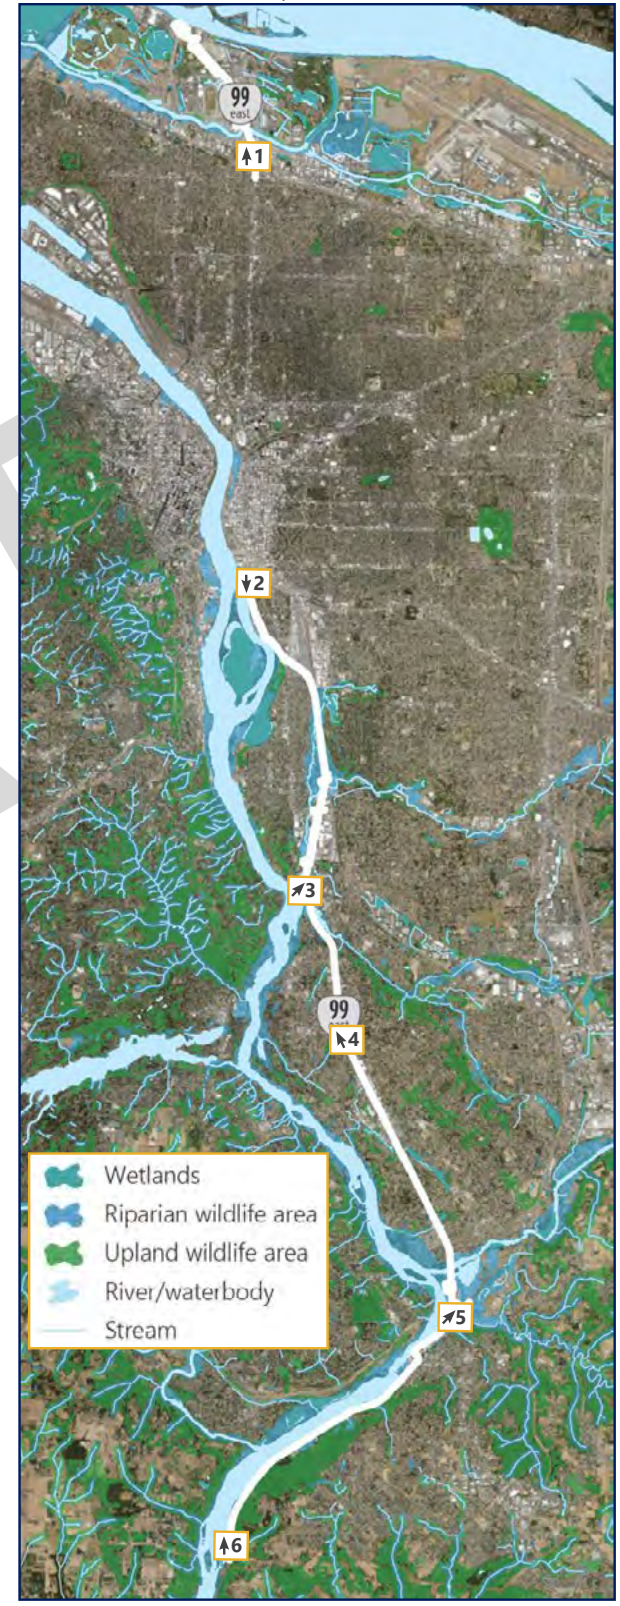 99
east
1
2
3
99
4
Wetlands
Riparian wildlife area
Upland wildlife area
River/waterbody
Stream
5
6